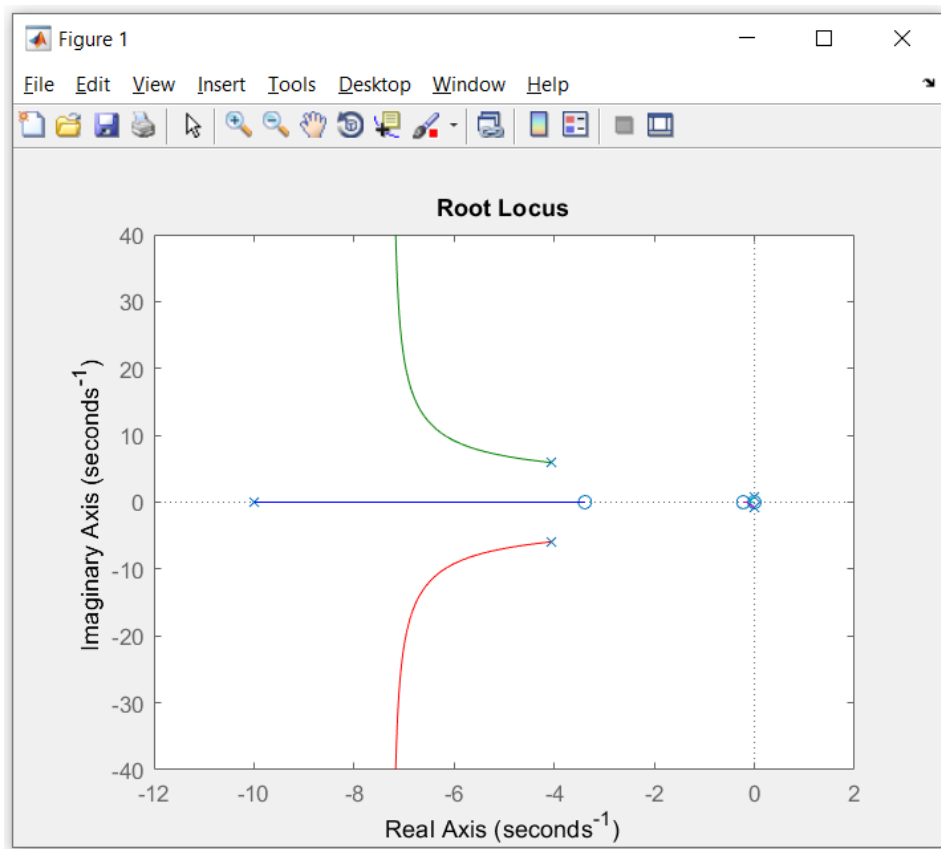 Figure 1
File Edit View Insert Tools Desktop Window Help
Root Locus
40
30
20
10
0
-10
-20
-30
-40
Imaginary Axis (seconds⁻¹)
-12 -10 -8 -6 -4 -2 0 2
Real Axis (seconds⁻¹)